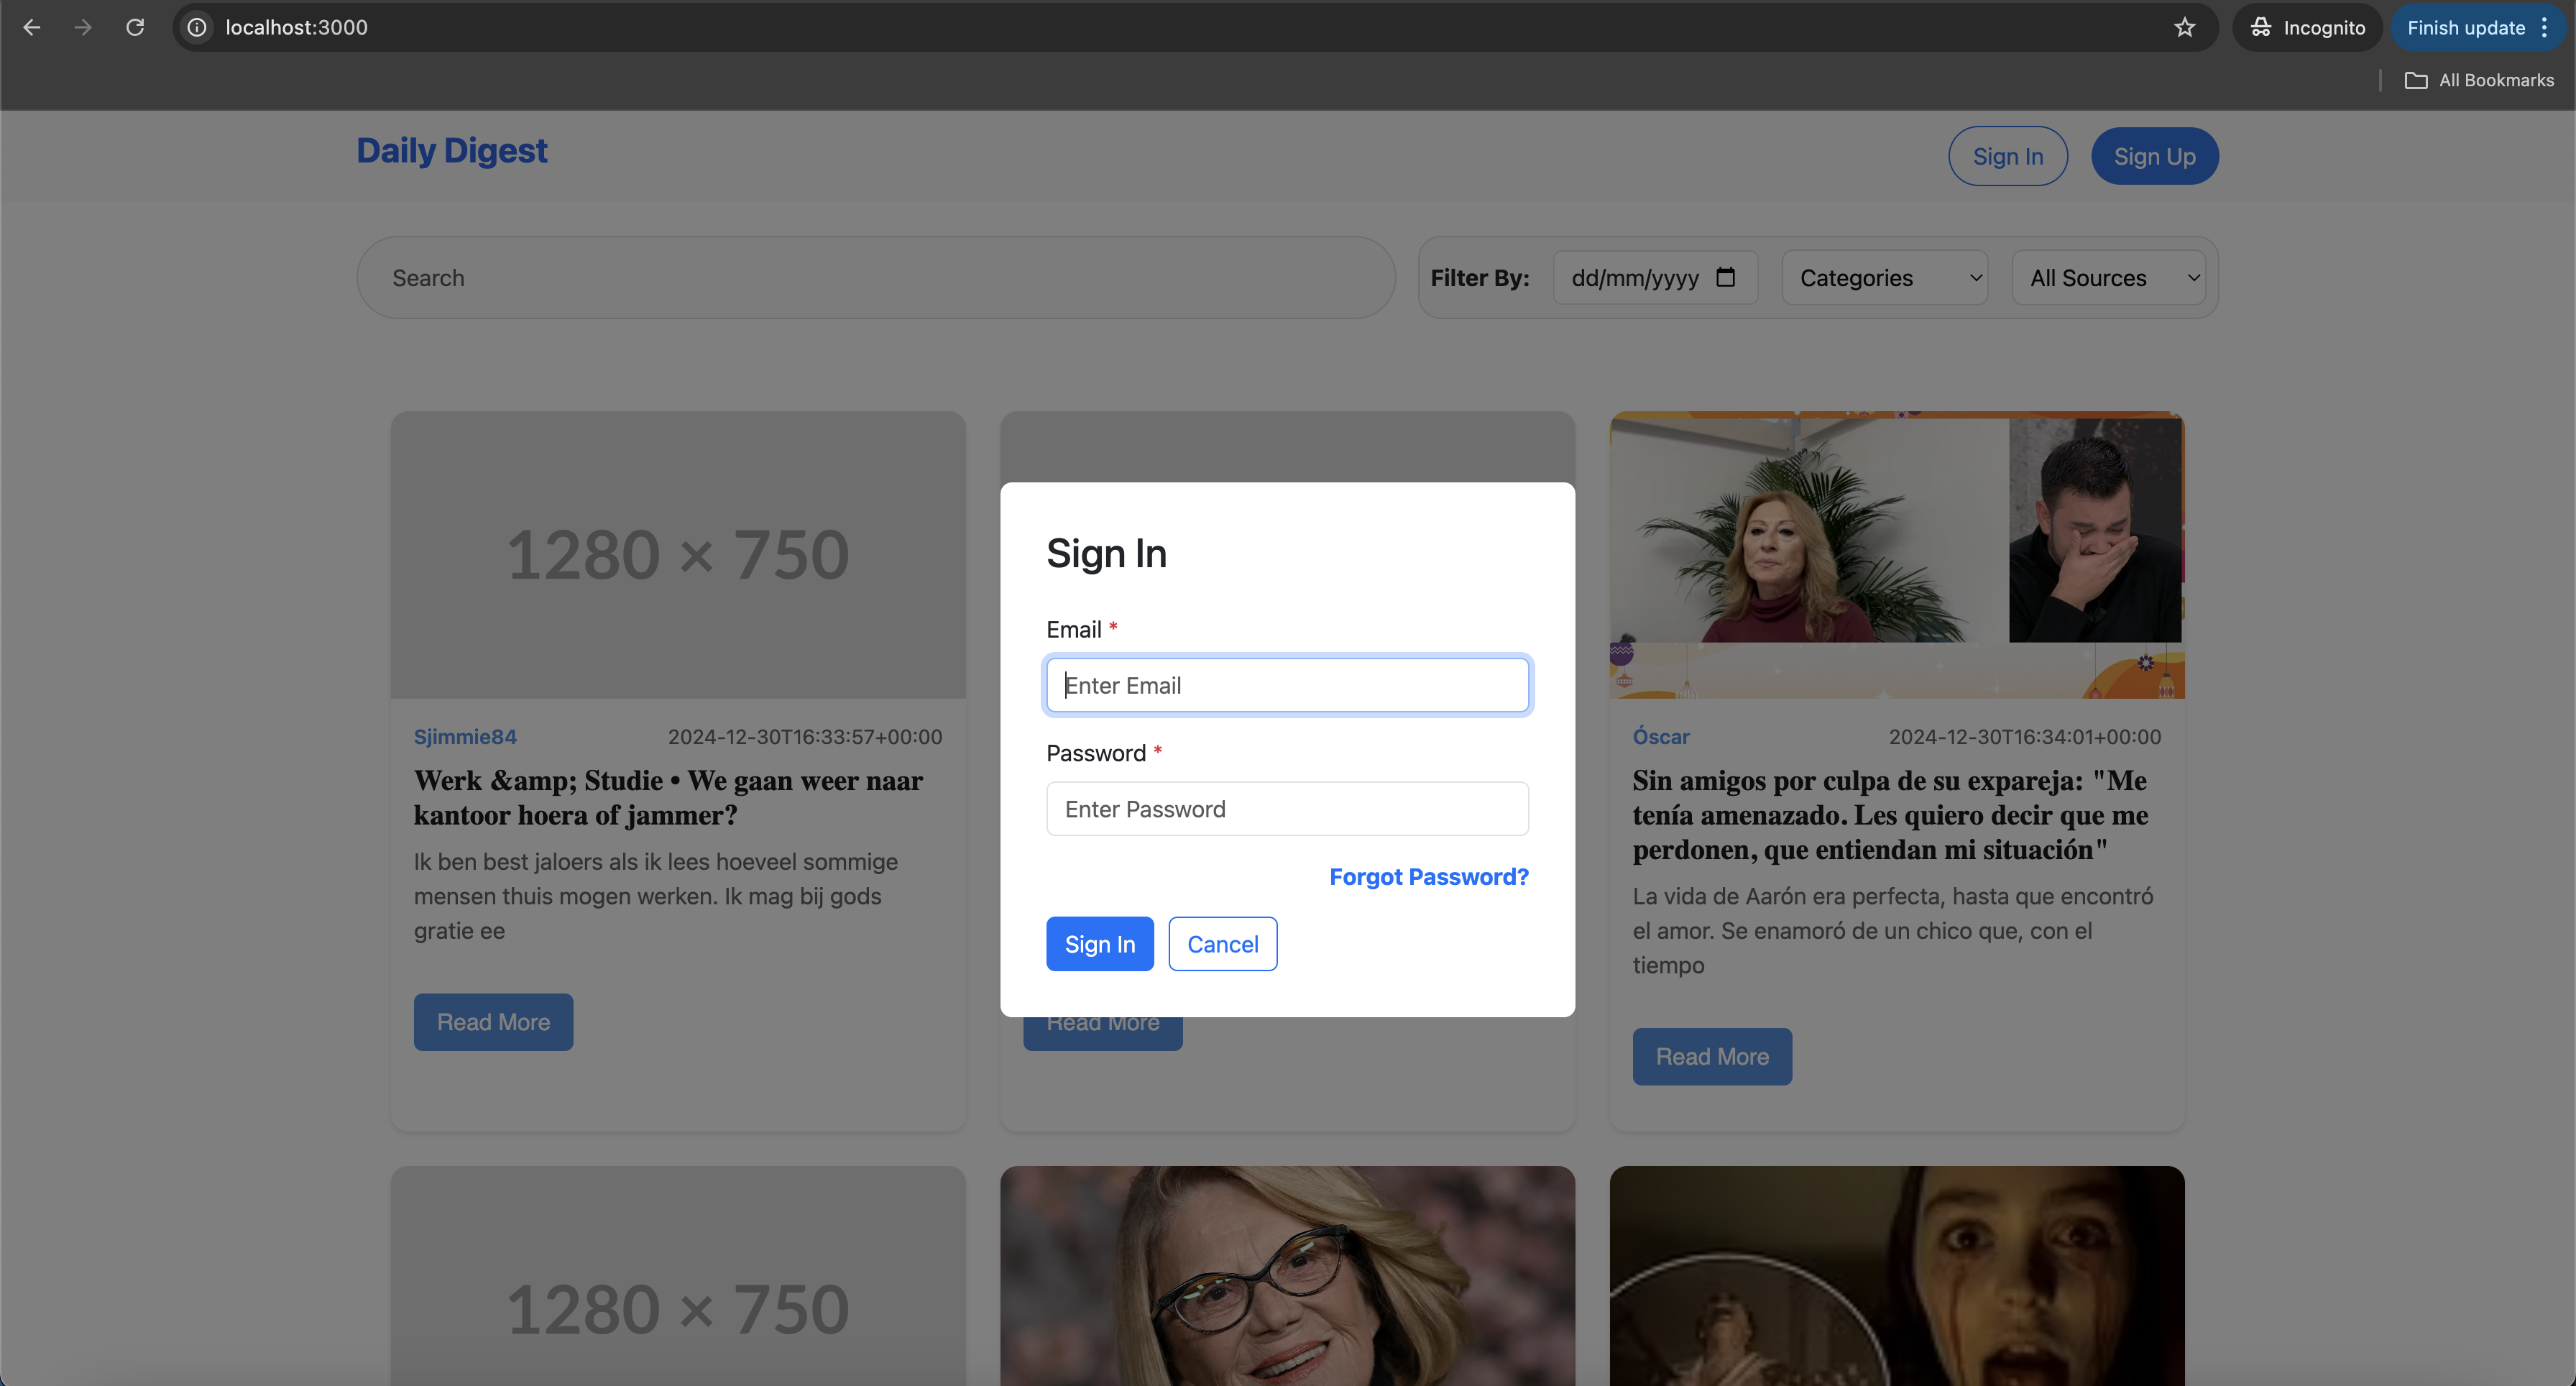 localhost:3000
Incognito
Finish update
All Bookmarks
Daily Digest
Sign In
Sign Up
Search
Filter By:
dd/mm/yyyy
Categories
All Sources
1280 × 750
Sjimmie84
2024-12-30T16:33:57+00:00
Werk &amp; Studie • We gaan weer naar
kantoor hoera of jammer?
Ik ben best jaloers als ik lees hoeveel sommige
mensen thuis mogen werken. Ik mag bij gods
gratie ee
Read More
Sign In
Email *
Enter Email
Password *
Enter Password
Forgot Password?
Sign In
Cancel
Read More
Óscar
2024-12-30T16:34:01+00:00
Sin amigos por culpa de su expareja: "Me
tenía amenazado. Les quiero decir que me
perdonen, que entiendan mi situación"
La vida de Aarón era perfecta, hasta que encontró
el amor. Se enamoró de un chico que, con el
tiempo
Read More
1280 × 750